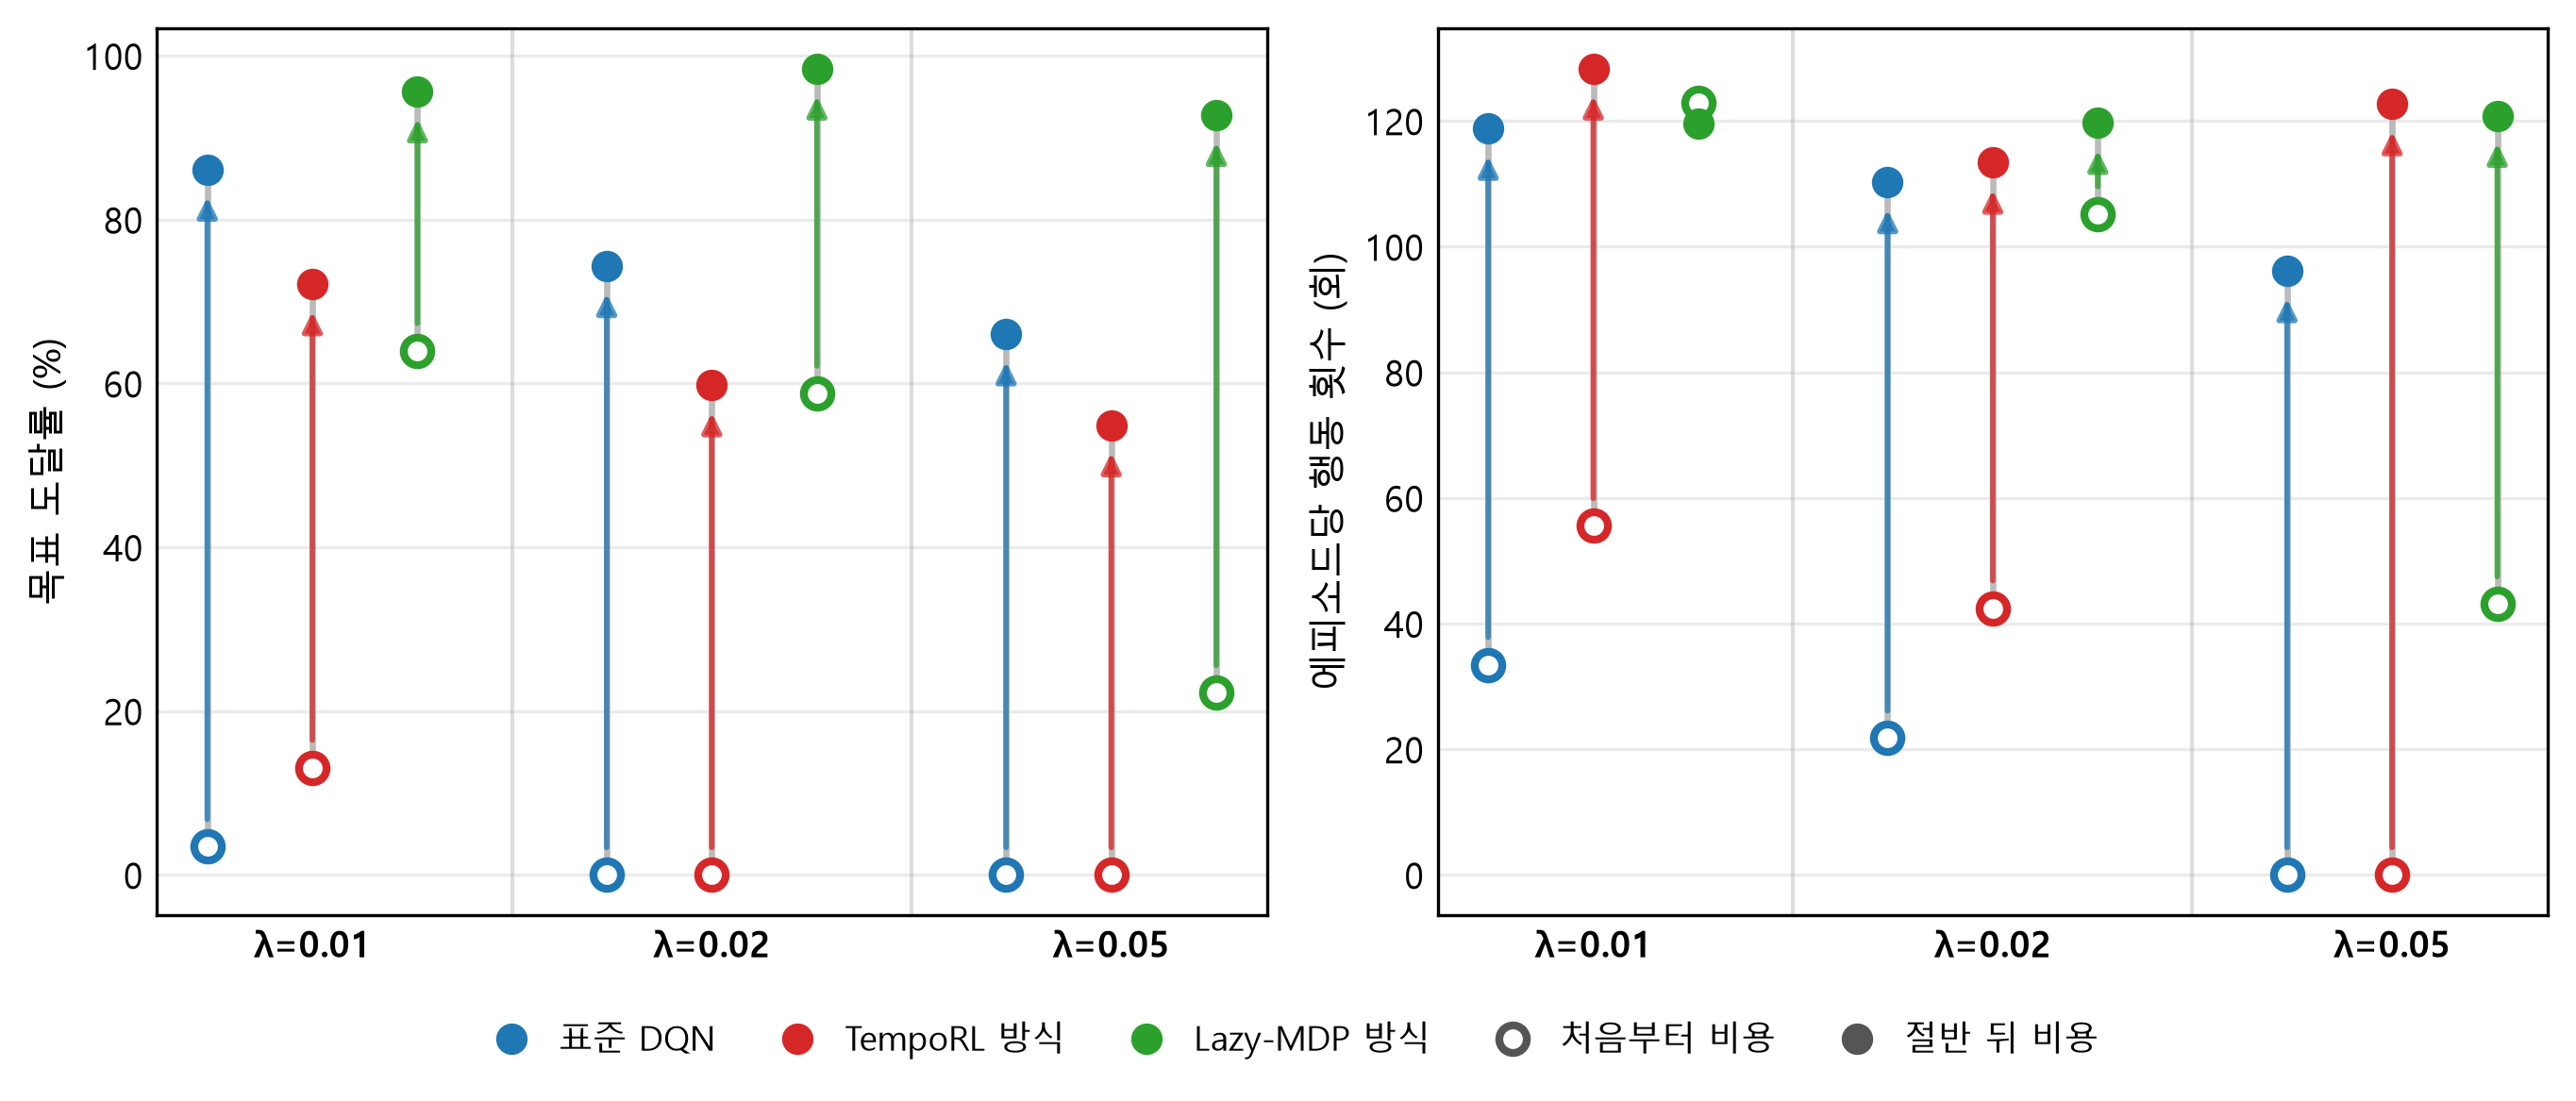 목표 도달률 (%)
100
80
60
40
20
0
λ=0.01
λ=0.02
λ=0.05
에피소드당 행동 횟수 (회)
120
100
80
60
40
20
0
λ=0.01
λ=0.02
λ=0.05
표준 DQN
TempoRL 방식
Lazy-MDP 방식
처음부터 비용
절반 뒤 비용